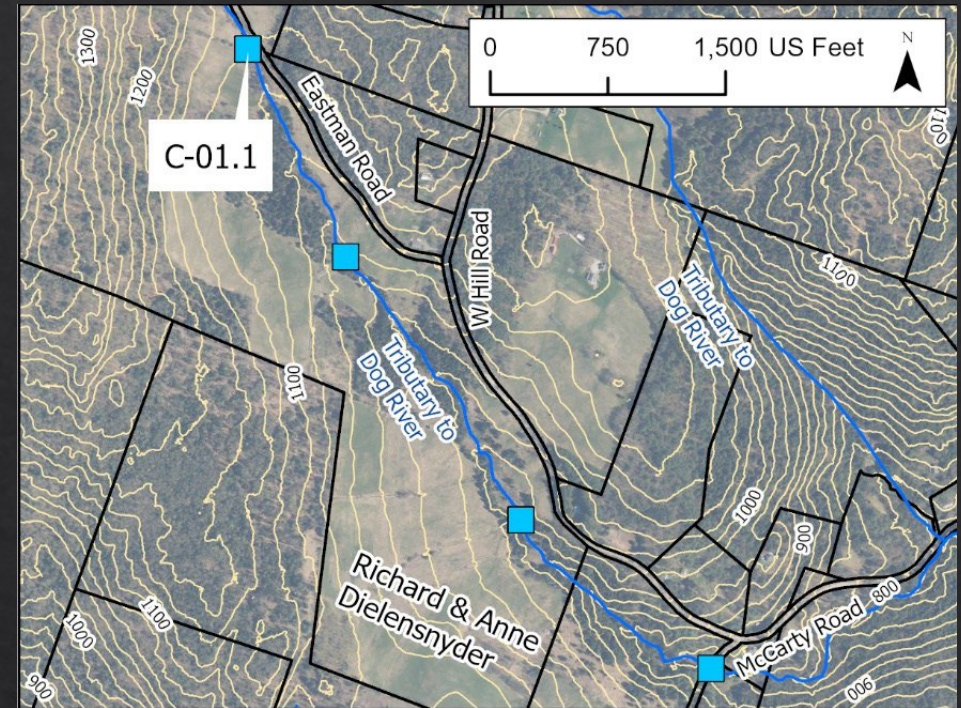 0 750 1,500 US Feet
N
1300
1200
C-01.1
Eastman Road
W Hill Road
1100
1100
Tributary to
Dog River
Tributary to
Dog River
1100
1000
900
Richard & Anne
Dielensnyder
McCarty Road
800
900
1100
1000
900